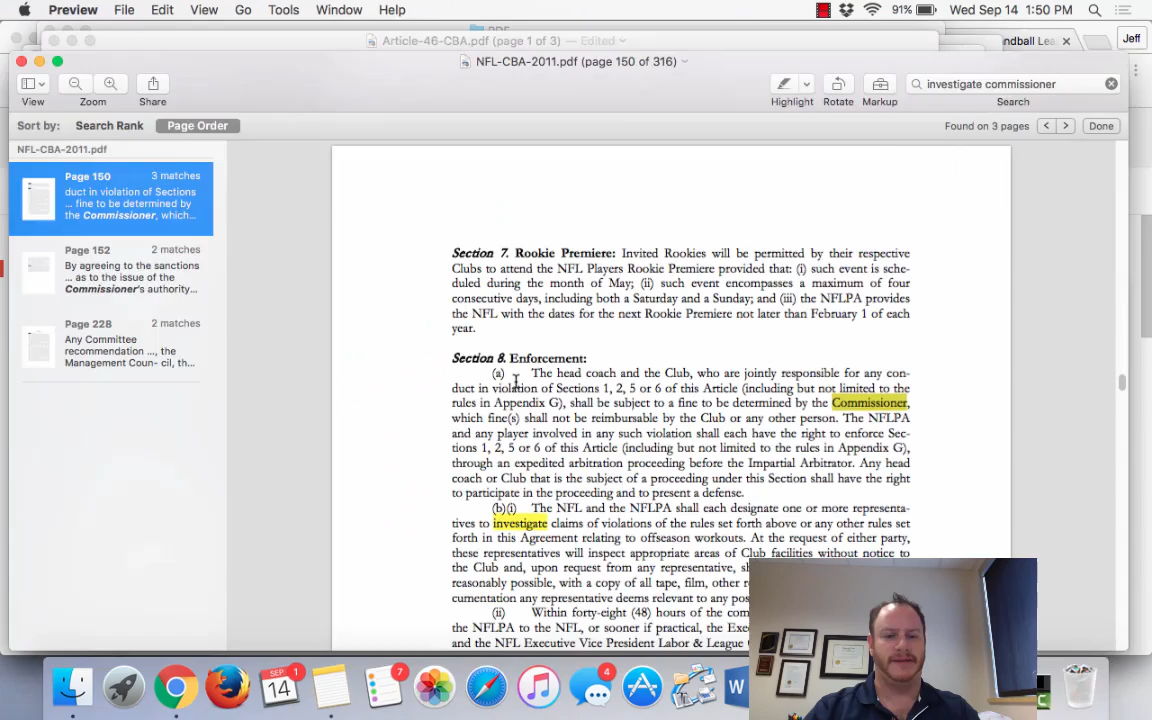 Preview File Edit View Go Tools Window Help 91% Wed Sep 14 1:50 PM
PDF
Article-46-CBA.pdf (page 1 of 3) — Edited
ndball Lea
Jeff
NFL-CBA-2011.pdf (page 150 of 316)
investigate commissioner
View Zoom Share Highlight Rotate Markup Search
Sort by: Search Rank Page Order Found on 3 pages Done
NFL-CBA-2011.pdf
Page 150 3 matches
duct in violation of Sections
... fine to be determined by
the Commissioner, which...
Page 152 2 matches
By agreeing to the sanctions
... as to the issue of the
Commissioner's authority...
Page 228 2 matches
Any Committee
recommendation ..., the
Management Coun- cil, th...
Section 7. Rookie Premiere: Invited Rookies will be permitted by their respective
Clubs to attend the NFL Players Rookie Premiere provided that: (i) such event is sche-
duled during the month of May; (ii) such event encompasses a maximum of four
consecutive days, including both a Saturday and a Sunday; and (iii) the NFLPA provides
the NFL with the dates for the next Rookie Premiere not later than February 1 of each
year.
Section 8. Enforcement:
(a) The head coach and the Club, who are jointly responsible for any con-
duct in violation of Sections 1, 2, 5 or 6 of this Article (including but not limited to the
rules in Appendix G), shall be subject to a fine to be determined by the Commissioner,
which fine(s) shall not be reimbursable by the Club or any other person. The NFLPA
and any player involved in any such violation shall each have the right to enforce Sec-
tions 1, 2, 5 or 6 of this Article (including but not limited to the rules in Appendix G),
through an expedited arbitration proceeding before the Impartial Arbitrator. Any head
coach or Club that is the subject of a proceeding under this Section shall have the right
to participate in the proceeding and to present a defense.
(b)(i) The NFL and the NFLPA shall each designate one or more representa-
tives to investigate claims of violations of the rules set forth above or any other rules set
forth in this Agreement relating to offseason workouts. At the request of either party,
these representatives will inspect appropriate areas of Club facilities without notice to
the Club and, upon request from any representative, s
reasonably possible, with a copy of all tape, film, other r
cumentation any representative deems relevant to any pos
(ii) Within forty-eight (48) hours of the com
the NFLPA to the NFL, or sooner if practical, the Exec
and the NFL Executive Vice President Labor & League C
SEP 14 1 7 4 W